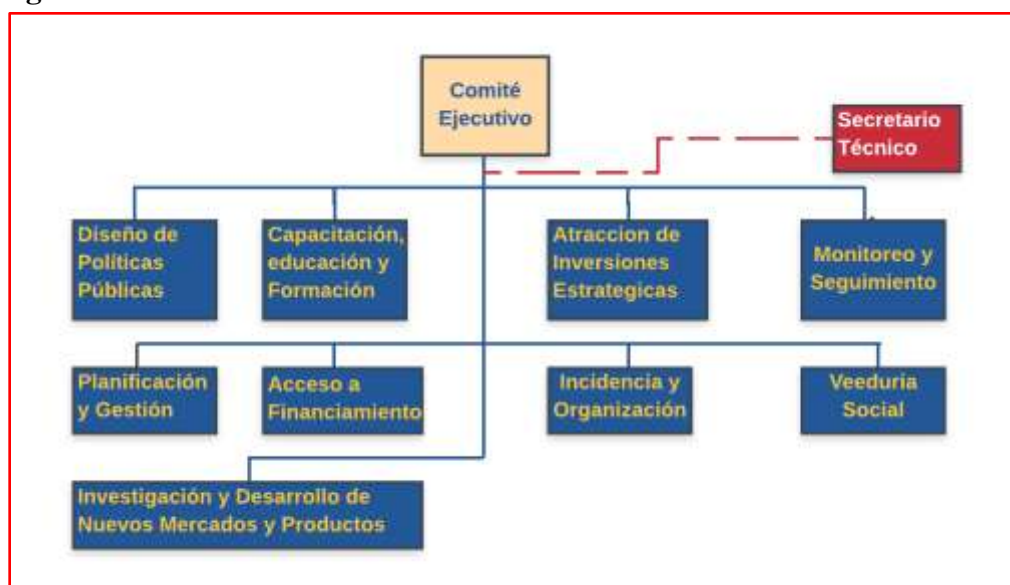 Comité
Ejecutivo
Secretario
Técnico
Diseño de
Políticas
Públicas
Capacitación,
educación y
Formación
Atraccion de
Inversiones
Estrategicas
Monitoreo y
Seguimiento
Planificación
y Gestión
Acceso a
Financiamiento
Incidencia y
Organización
Veeduria
Social
Investigación y Desarrollo de
Nuevos Mercados y Productos